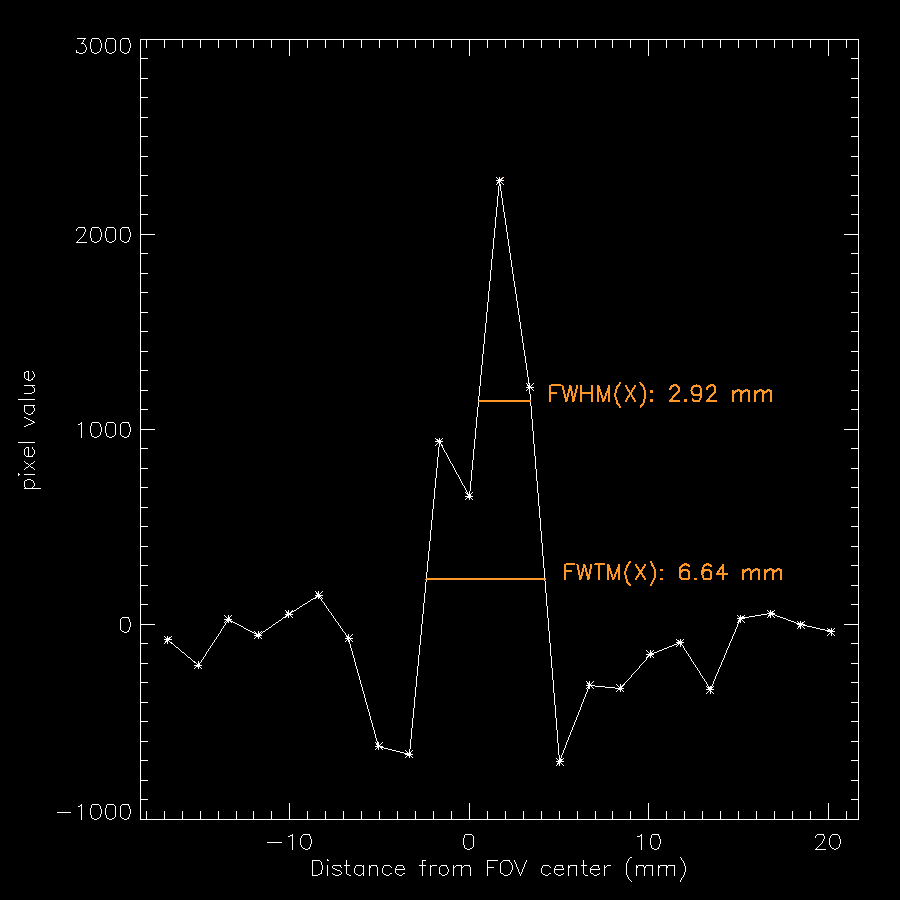 3000
2000
1000
0
−1000
pixel value
FWHM(X): 2.92 mm
FWTM(X): 6.64 mm
−10 0 10 20
Distance from FOV center (mm)